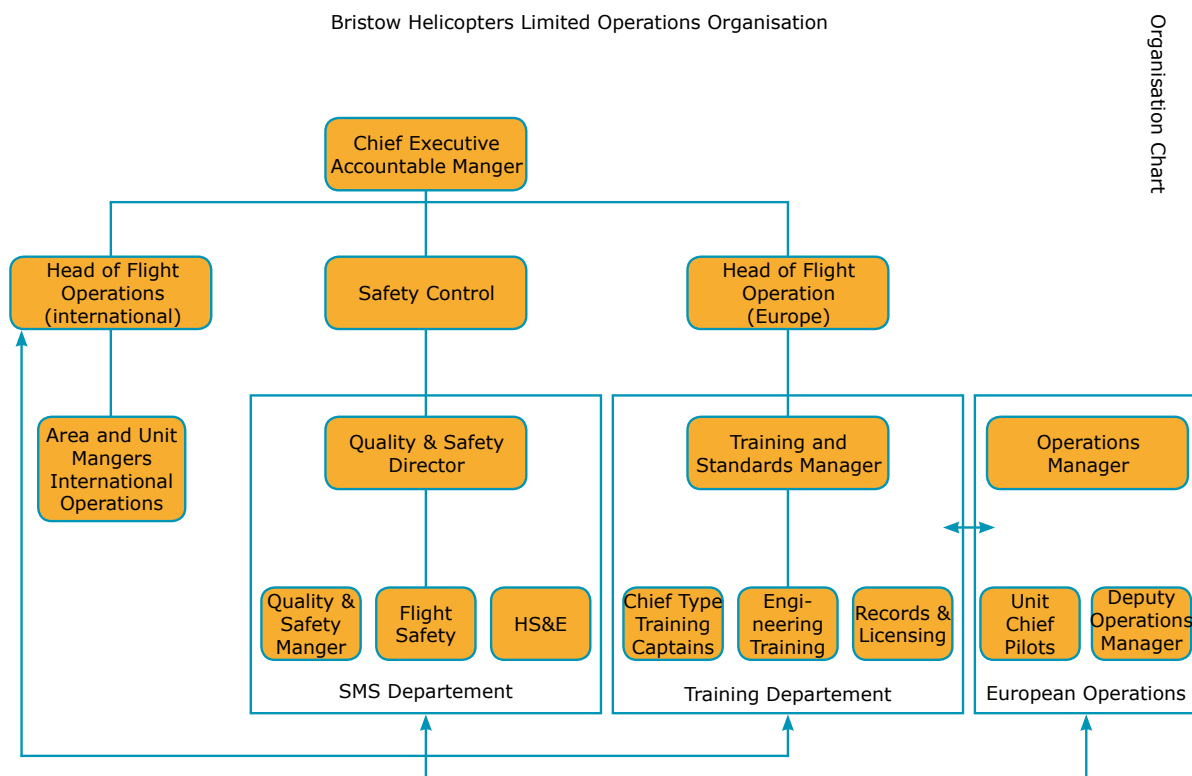 Bristow Helicopters Limited Operations Organisation
Organisation Chart
Chief Executive
Accountable Manger
Head of Flight
Operations
(international)
Safety Control
Head of Flight
Operation
(Europe)
Area and Unit
Mangers
International
Operations
Quality & Safety
Director
Training and
Standards Manager
Operations
Manager
Quality &
Safety
Manger
Flight
Safety
HS&E
Chief Type
Training
Captains
Engi-
neering
Training
Records &
Licensing
Unit
Chief
Pilots
Deputy
Operations
Manager
SMS Departement
Training Departement
European Operations